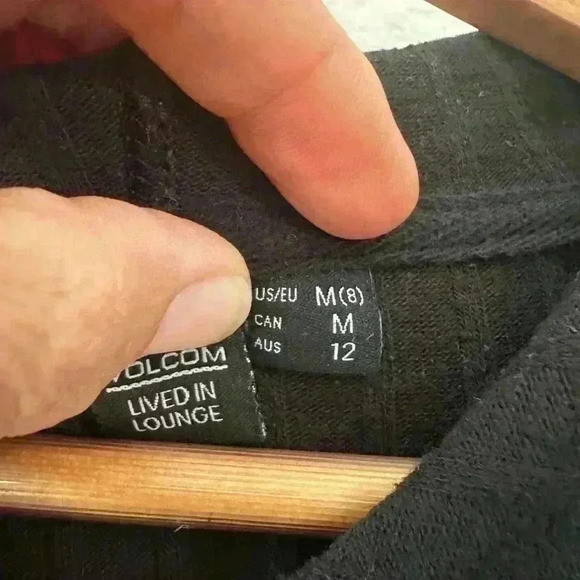 US/EU M(8)
CAN M
AUS 12
VOLCOM
LIVED IN
LOUNGE